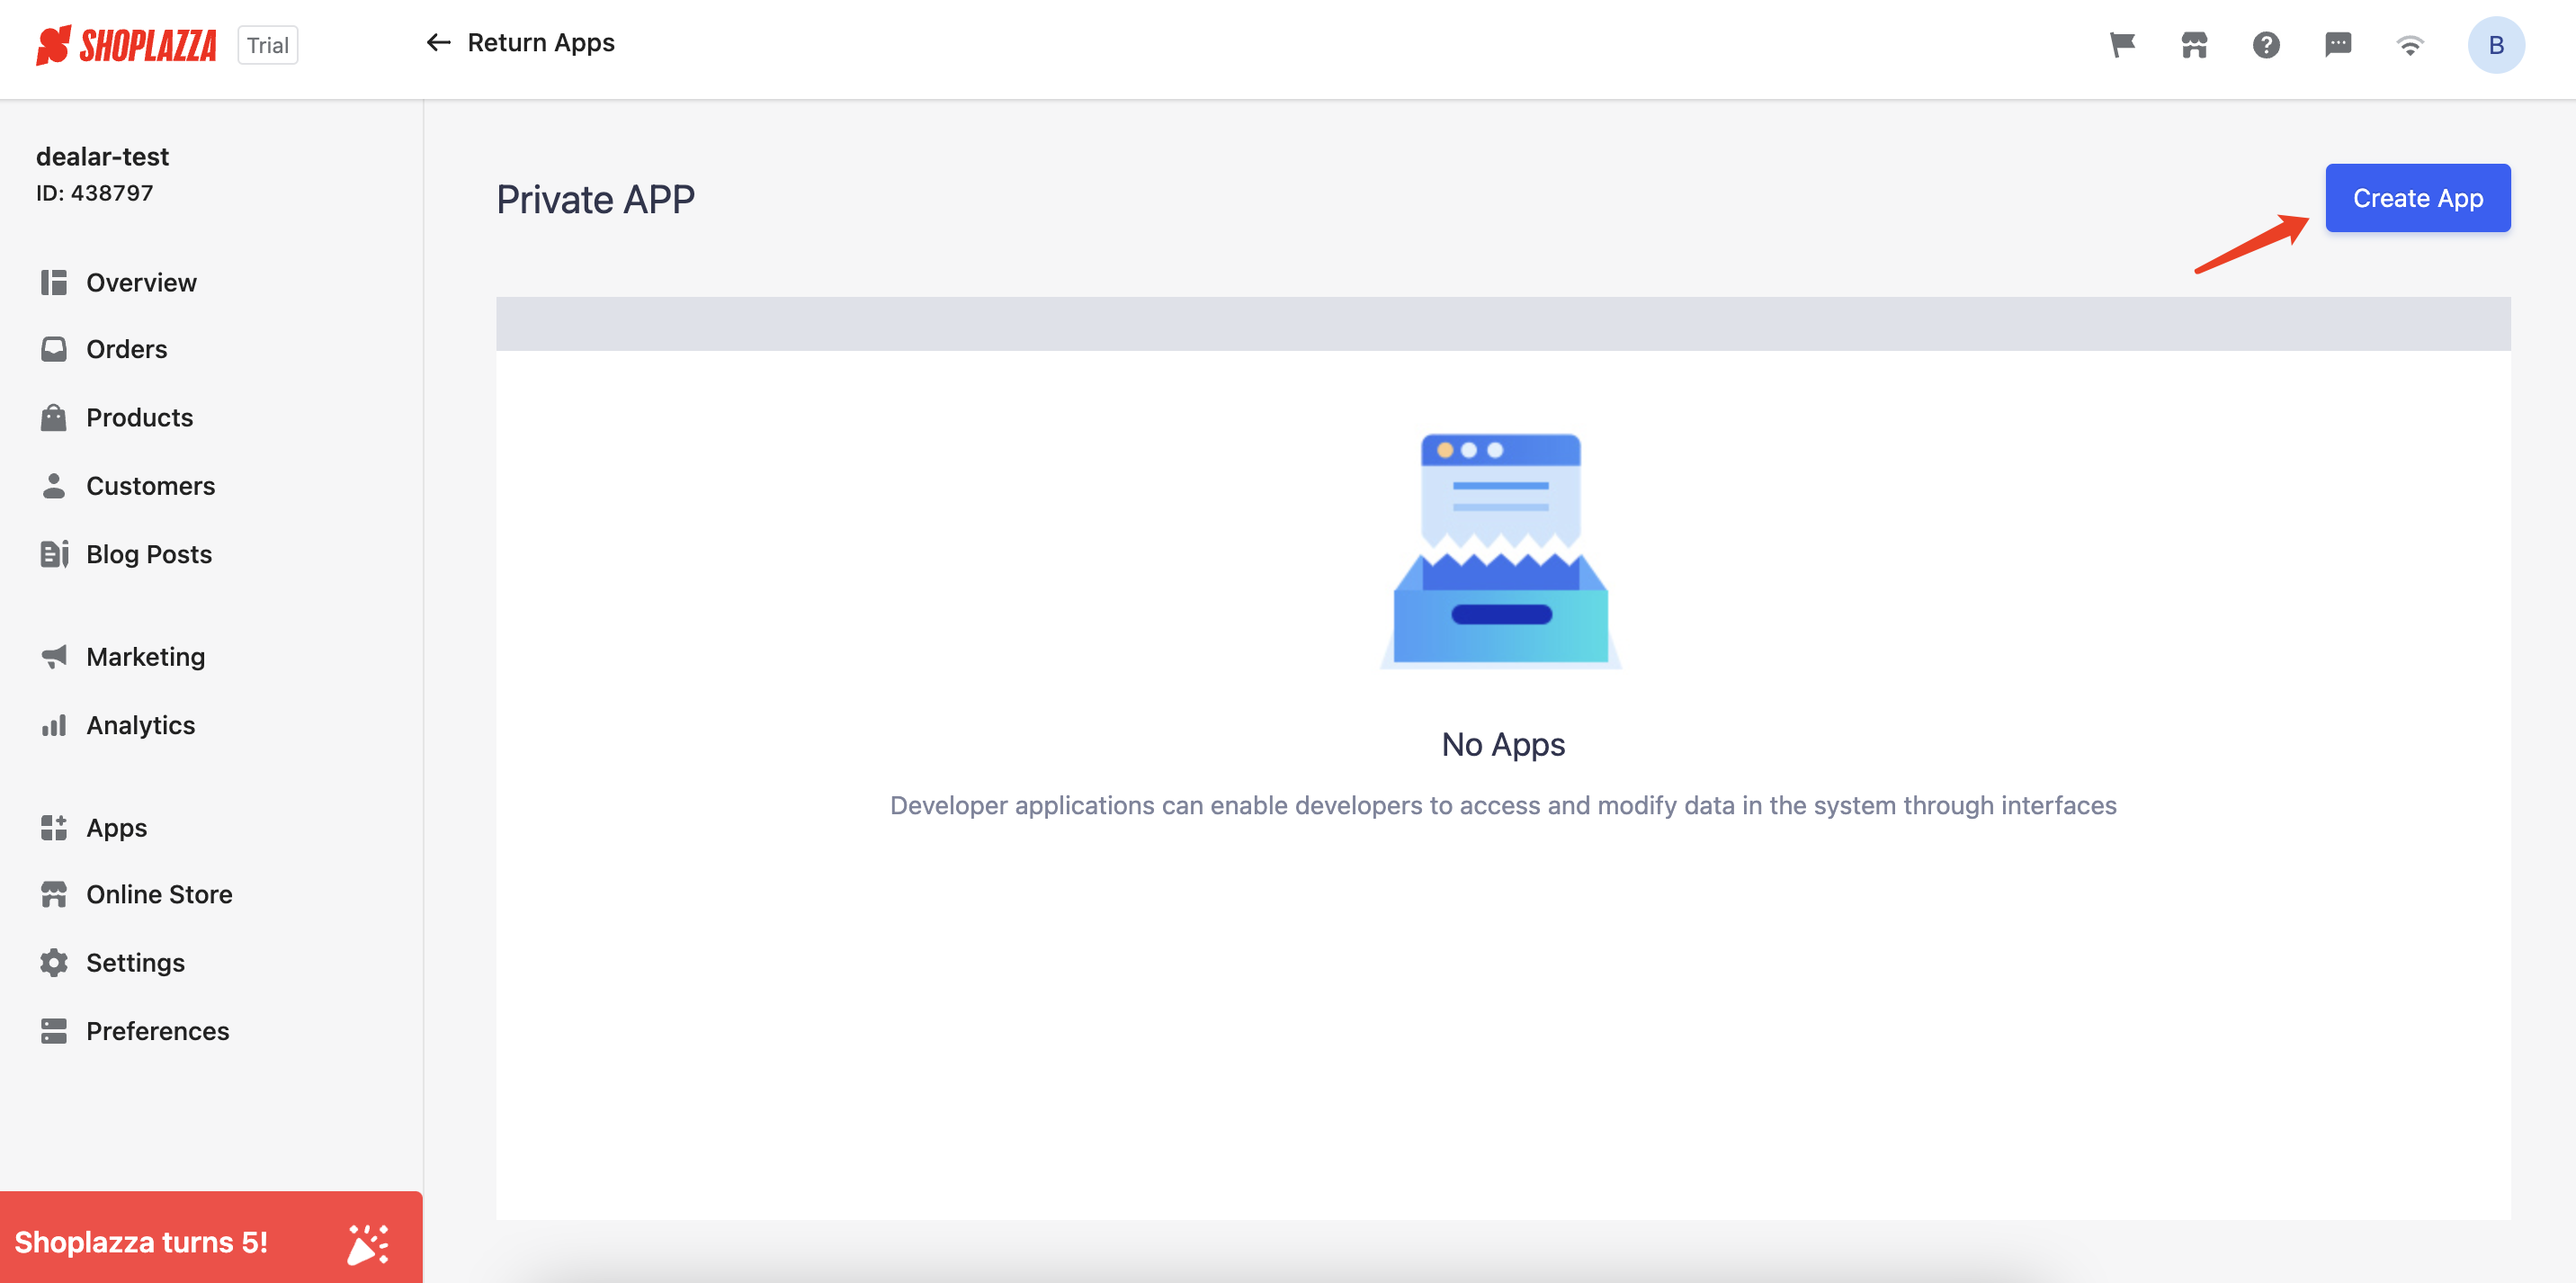 SHOPLAZZA
Trial
Return Apps
B
dealar-test
ID: 438797
Overview
Orders
Products
Customers
Blog Posts
Marketing
Analytics
Apps
Online Store
Settings
Preferences
Shoplazza turns 5!
Private APP
Create App
No Apps
Developer applications can enable developers to access and modify data in the system through interfaces